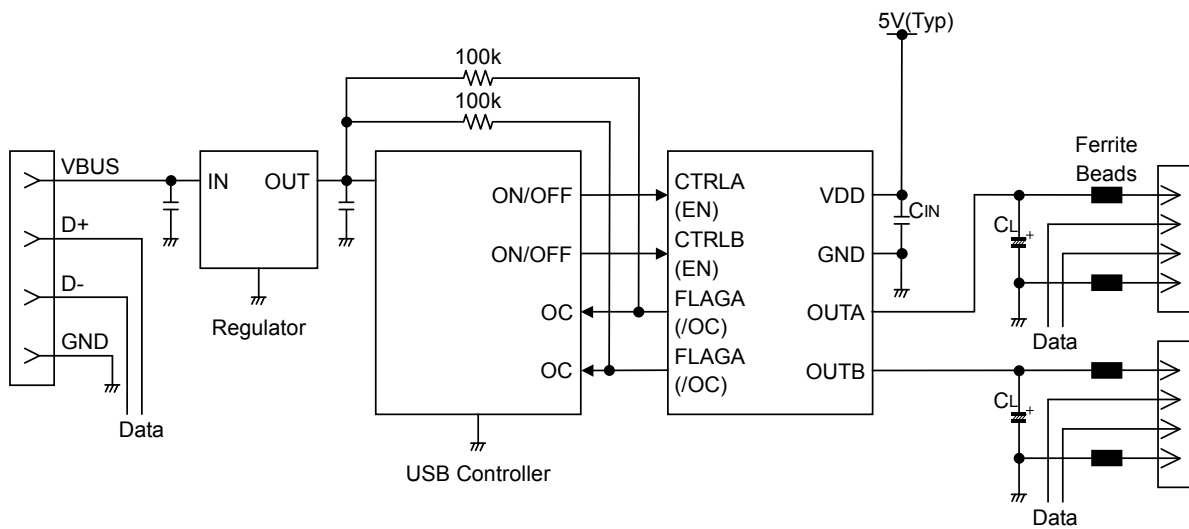 5V(Typ)
100k
100k
VBUS
D+
D-
GND
Data
IN
OUT
Regulator
ON/OFF
ON/OFF
OC
OC
USB Controller
CTRLA
(EN)
CTRLB
(EN)
FLAGA
(/OC)
FLAGA
(/OC)
VDD
GND
OUTA
OUTB
CIN
Ferrite
Beads
CL
+
Data
CL
+
Data